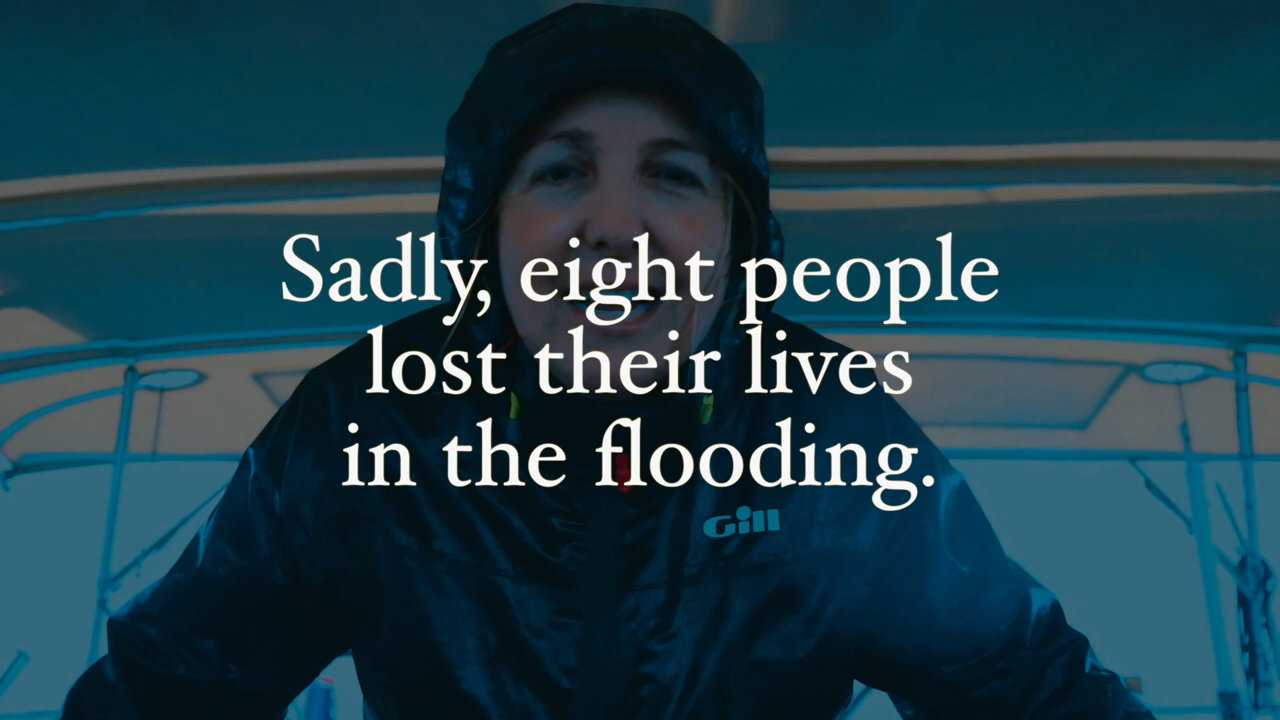 Sadly, eight people
lost their lives
in the flooding.
Gill